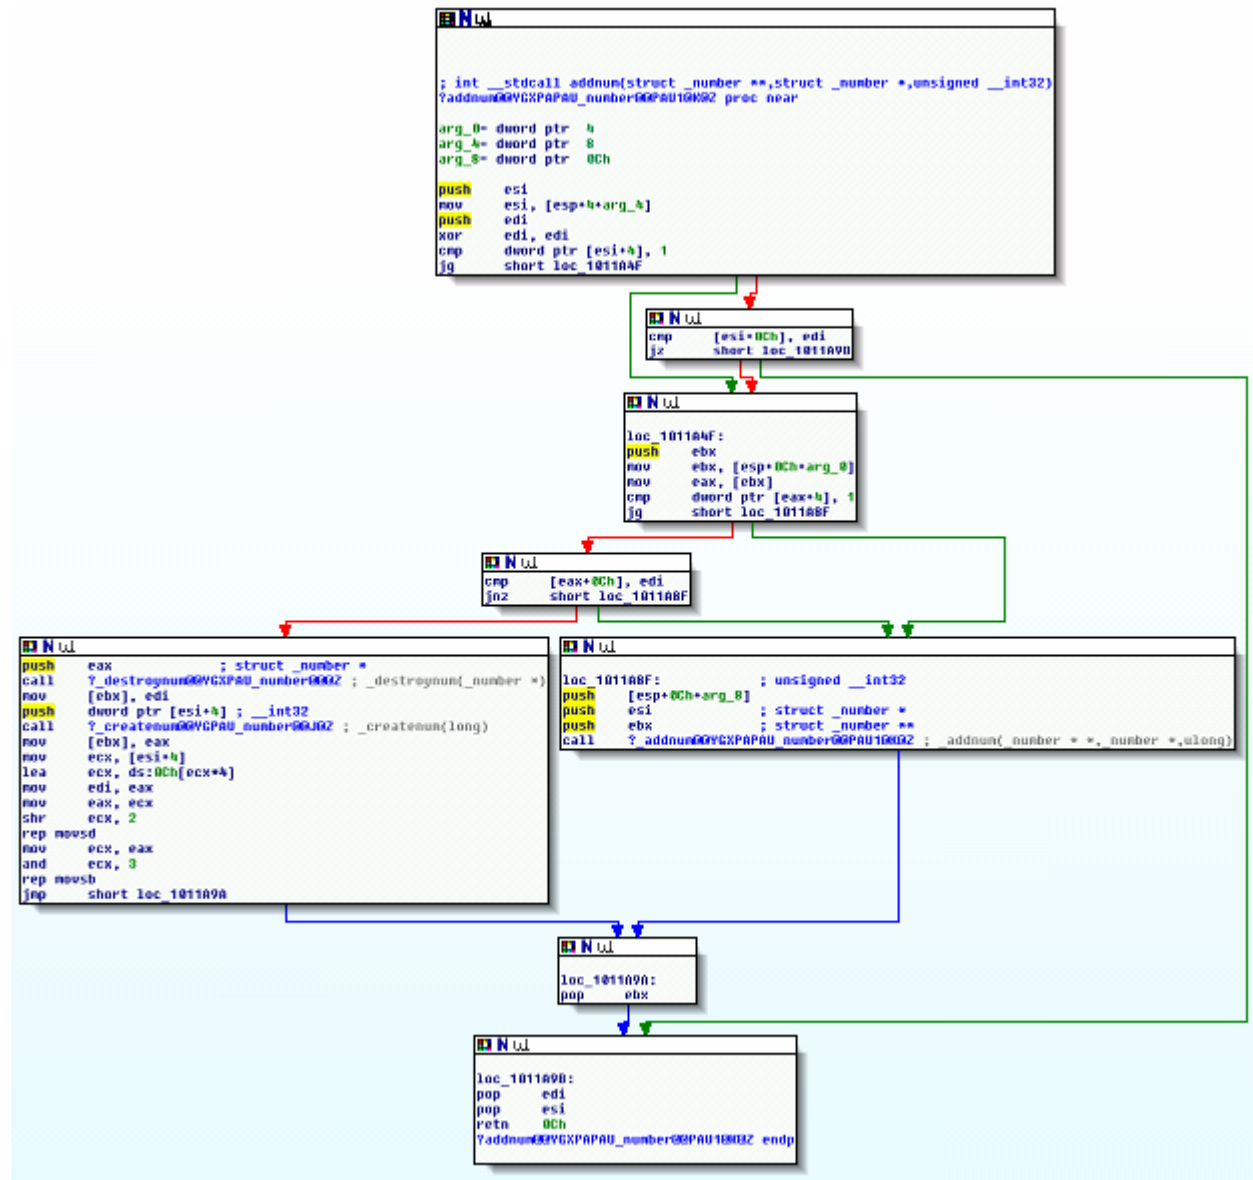 ; int __stdcall addnum(struct _number **,struct _number *,unsigned __int32)
?addnum@@YGXPAPAU_number@@PAU1@K@Z proc near
arg_0= dword ptr 4
arg_4= dword ptr 8
arg_8= dword ptr 0Ch
push esi
mov esi, [esp+4+arg_4]
push edi
xor edi, edi
cmp dword ptr [esi+4], 1
jg short loc_1011A4F
cmp [esi+0Ch], edi
jz short loc_1011A9B
loc_1011A4F:
push ebx
mov ebx, [esp+0Ch+arg_0]
mov eax, [ebx]
cmp dword ptr [eax+4], 1
jg short loc_1011A8F
cmp [eax+0Ch], edi
jnz short loc_1011A8F
push eax ; struct _number *
call ?_destroynum@@YGXPAU_number@@@Z ; _destroynum(_number *)
mov [ebx], edi
push dword ptr [esi+4] ; __int32
call ?_createnum@@YGPAU_number@@J@Z ; _createnum(long)
mov [ebx], eax
mov ecx, [esi+4]
lea ecx, ds:0Ch[ecx*4]
mov edi, eax
mov eax, ecx
shr ecx, 2
rep movsd
mov ecx, eax
and ecx, 3
rep movsb
jmp short loc_1011A9A
loc_1011A8F: ; unsigned __int32
push [esp+0Ch+arg_8]
push esi ; struct _number *
push ebx ; struct _number **
call ?_addnum@@YGXPAPAU_number@@PAU1@K@Z ; _addnum(_number * *,_number *,ulong)
loc_1011A9A:
pop ebx
loc_1011A9B:
pop edi
pop esi
retn 0Ch
?addnum@@YGXPAPAU_number@@PAU1@K@Z endp